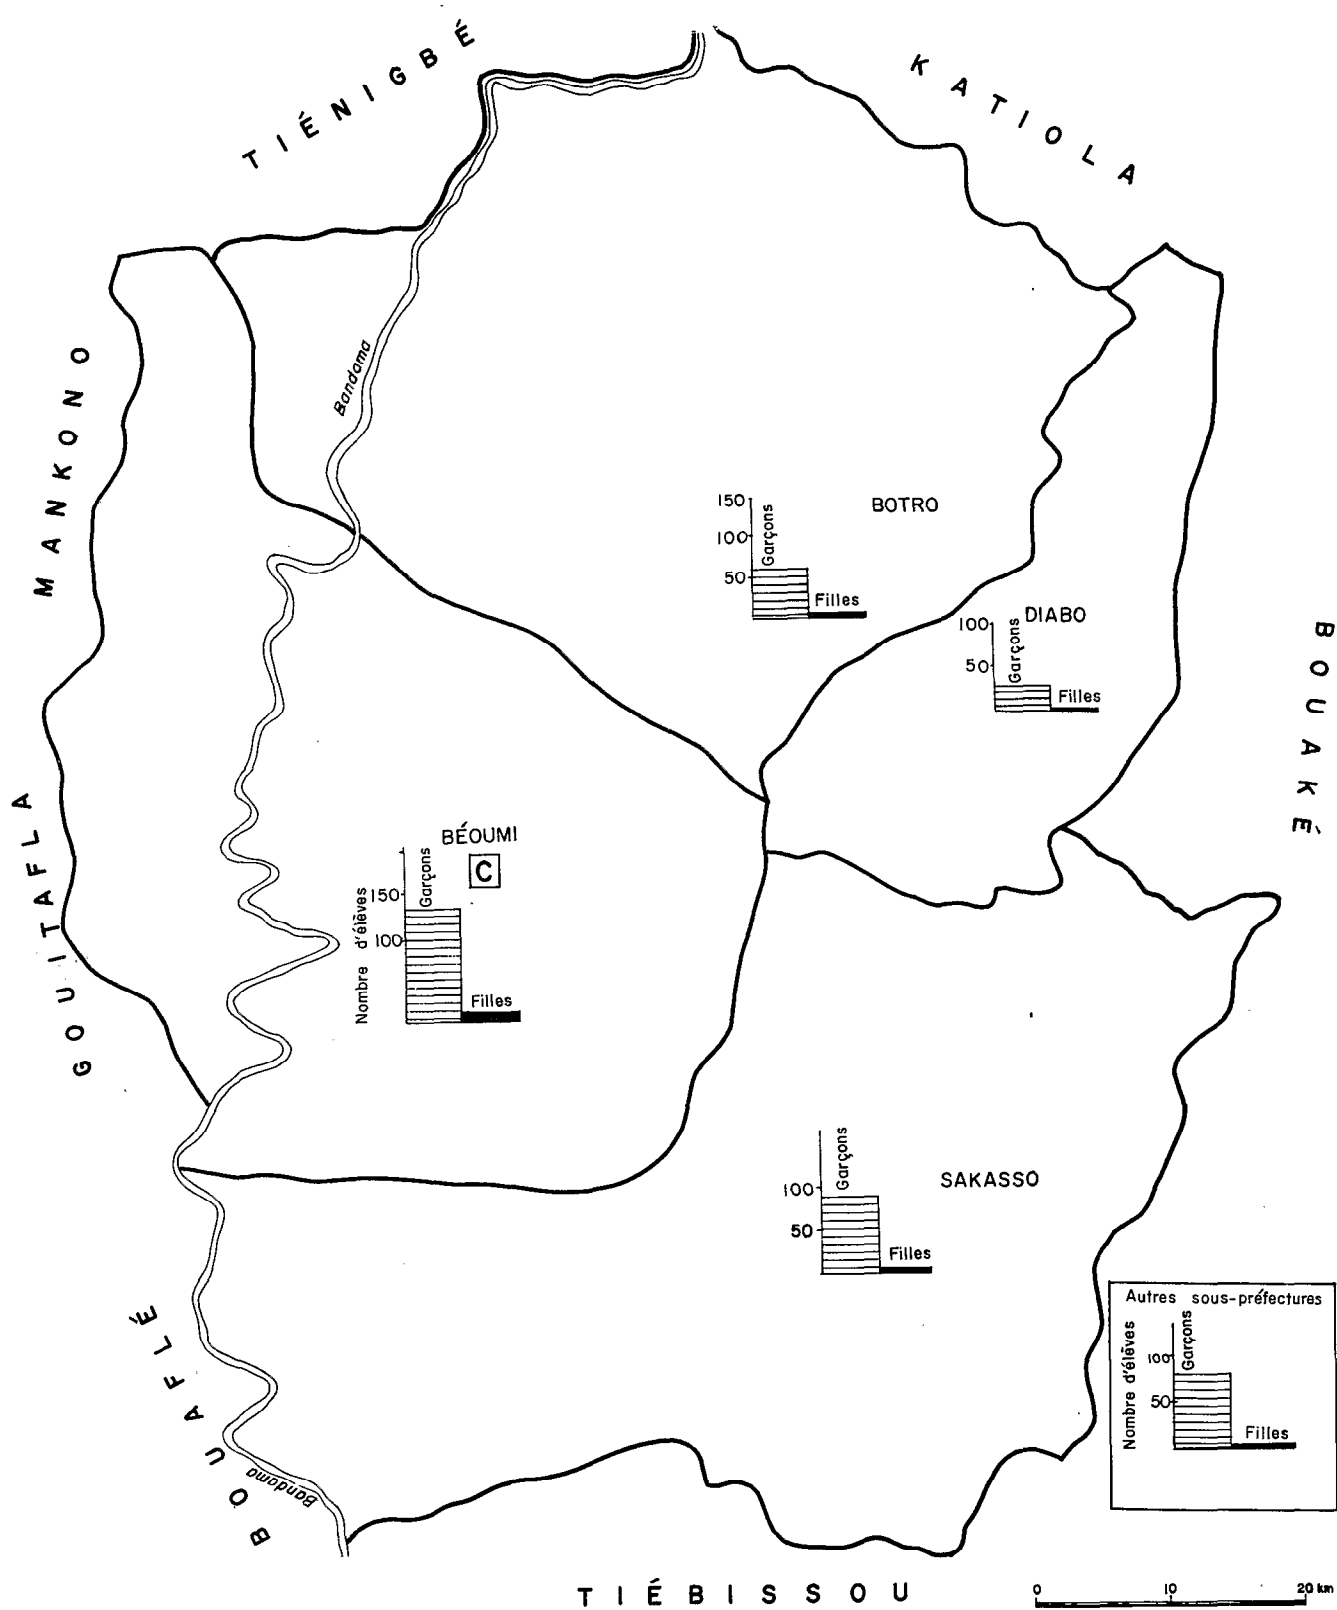 TIÉNIGBÉ
KATIOLA
MANKONO
Bandama
150
100
50
Garçons
Filles
BOTRO
100
50
Garçons
Filles
DIABO
BOUAKÉ
GOUITAFLA
BÉOUMI
C
Nombre d'élèves
150
100
Garçons
Filles
SAKASSO
100
50
Garçons
Filles
BOUAFLÉ
Bandama
Autres sous-préfectures
Nombre d'élèves
100
50
Garçons
Filles
TIÉBISSOU
0 10 20 km